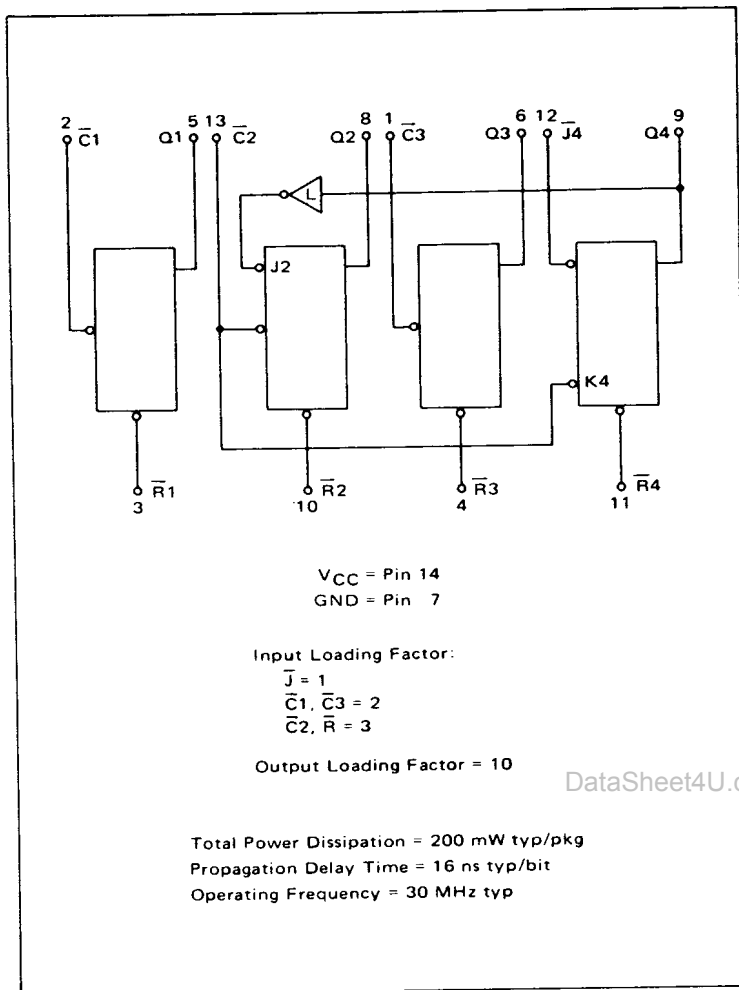 2 C̅1
5 Q1
13 C̅2
8 Q2
1 C̅3
6 Q3
12 J̅4
9 Q4
L
J2
K4
R̅1 3
R̅2 10
R̅3 4
R̅4 11
VCC = Pin 14
GND = Pin 7
Input Loading Factor:
J̅ = 1
C̅1, C̅3 = 2
C̅2, R̅ = 3
Output Loading Factor = 10
DataSheet4U.c
Total Power Dissipation = 200 mW typ/pkg
Propagation Delay Time = 16 ns typ/bit
Operating Frequency = 30 MHz typ